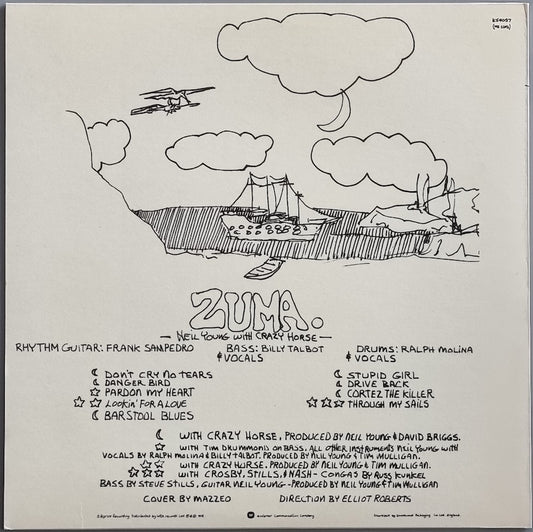 K54057
ZUMA.
— NEIL YOUNG WITH CRAZY HORSE —
RHYTHM GUITAR: FRANK SAMPEDRO BASS: BILLY TALBOT DRUMS: RALPH MOLINA
& VOCALS & VOCALS
☾ DON'T CRY NO TEARS
☾ DANGER BIRD
☆ PARDON MY HEART
☆☆ LOOKIN' FOR A LOVE
☾ BARSTOOL BLUES
☾ STUPID GIRL
☾ DRIVE BACK
☾ CORTEZ THE KILLER
☆☆☆ THROUGH MY SAILS
☾ WITH CRAZY HORSE, PRODUCED BY NEIL YOUNG & DAVID BRIGGS.
☆ WITH TIM DRUMMOND ON BASS, ALL OTHER INSTRUMENTS NEIL YOUNG WITH
VOCALS BY RALPH MOLINA & BILLY TALBOT. PRODUCED BY NEIL YOUNG & TIM MULLIGAN.
☆☆ WITH CRAZY HORSE, PRODUCED BY NEIL YOUNG & TIM MULLIGAN.
☆☆☆ WITH CROSBY, STILLS, & NASH - CONGAS BY RUSS KUNKEL
BASS BY STEVE STILLS, GUITAR NEIL YOUNG - PRODUCED BY NEIL YOUNG & TIM MULLIGAN
COVER BY MAZZEO DIRECTION BY ELLIOT ROBERTS